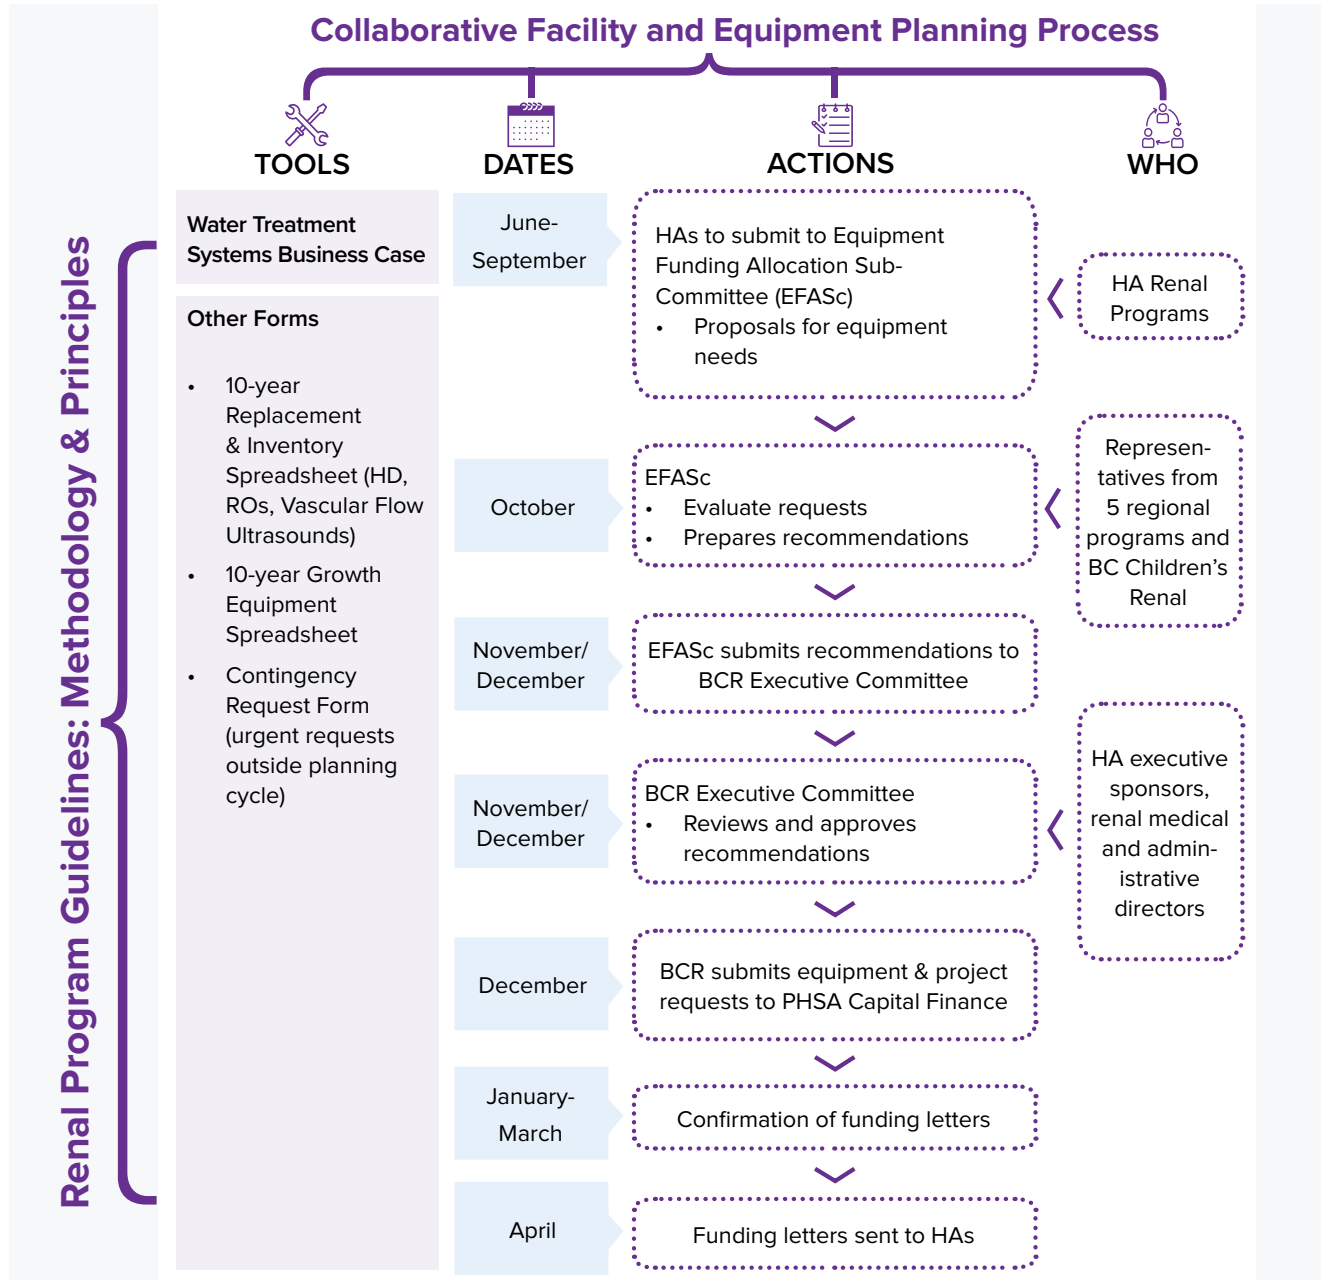 Collaborative Facility and Equipment Planning Process
TOOLS
DATES
ACTIONS
WHO
Renal Program Guidelines: Methodology & Principles
Water Treatment
Systems Business Case
Other Forms
• 10-year
Replacement
& Inventory
Spreadsheet (HD,
ROs, Vascular Flow
Ultrasounds)
• 10-year Growth
Equipment
Spreadsheet
• Contingency
Request Form
(urgent requests
outside planning
cycle)
June-
September
HAs to submit to Equipment
Funding Allocation Sub-
Committee (EFASc)
• Proposals for equipment
needs
HA Renal
Programs
October
EFASc
• Evaluate requests
• Prepares recommendations
Represen-
tatives from
5 regional
programs and
BC Children's
Renal
November/
December
EFASc submits recommendations to
BCR Executive Committee
November/
December
BCR Executive Committee
• Reviews and approves
recommendations
HA executive
sponsors,
renal medical
and admin-
istrative
directors
December
BCR submits equipment & project
requests to PHSA Capital Finance
January-
March
Confirmation of funding letters
April
Funding letters sent to HAs